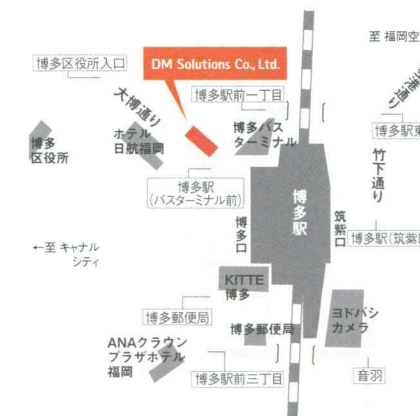 至 福岡空
博多区役所入口
DM Solutions Co., Ltd.
大博通り
博多駅前一丁目
空港通り
博多駅東
博多
区役所
ホテル
日航福岡
博多バス
ターミナル
竹下通り
博多駅
(バスターミナル前)
博多駅
博多口
筑紫口
博多駅(筑紫口
←至 キャナル
シティ
KITTE
博多
博多郵便局
博多郵便局
ヨドバシ
カメラ
ANAクラウン
プラザホテル
福岡
博多駅前三丁目
音羽